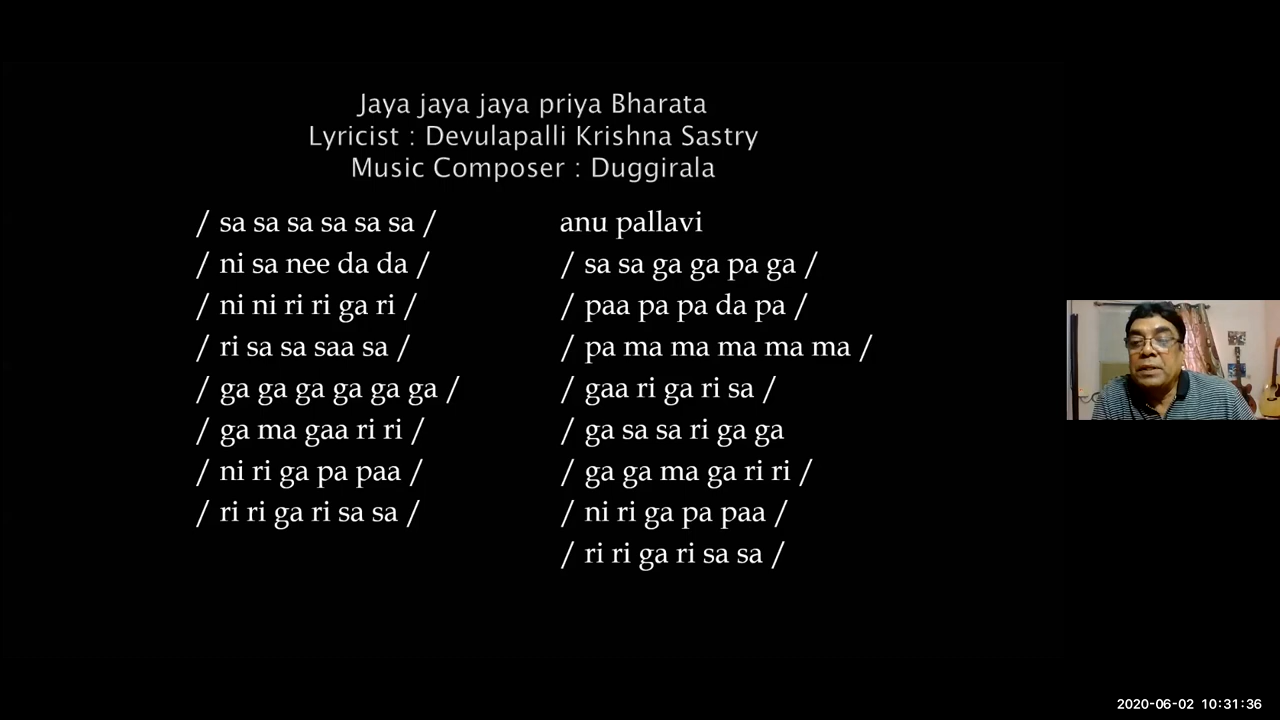 Jaya jaya jaya priya Bharata
Lyricist : Devulapalli Krishna Sastry
Music Composer : Duggirala
/ sa sa sa sa sa sa /
/ ni sa nee da da /
/ ni ni ri ri ga ri /
/ ri sa sa saa sa /
/ ga ga ga ga ga ga /
/ ga ma gaa ri ri /
/ ni ri ga pa paa /
/ ri ri ga ri sa sa /
anu pallavi
/ sa sa ga ga pa ga /
/ paa pa pa da pa /
/ pa ma ma ma ma ma /
/ gaa ri ga ri sa /
/ ga sa sa ri ga ga
/ ga ga ma ga ri ri /
/ ni ri ga pa paa /
/ ri ri ga ri sa sa /
2020-06-02 10:31:36